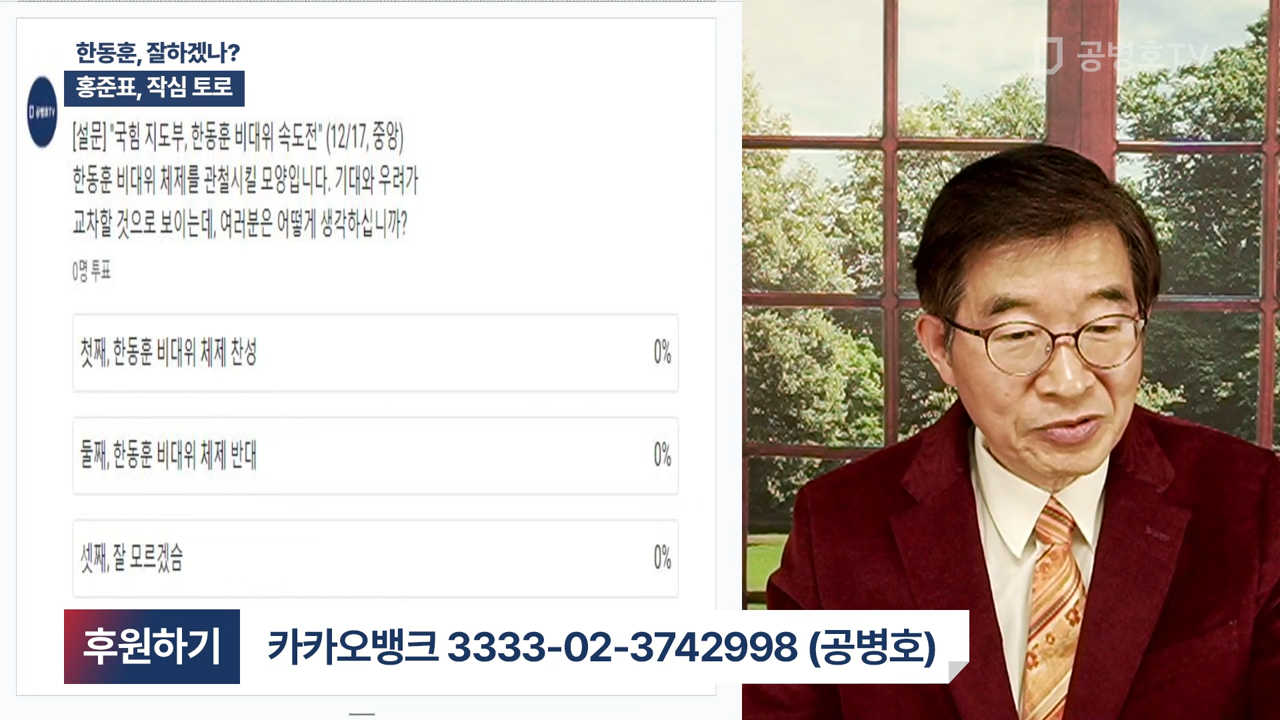 한동훈, 잘하겠나?
홍준표, 작심 토로
공병호TV
공병호TV
[설문] "국힘 지도부, 한동훈 비대위 속도전" (12/17, 중앙)
한동훈 비대위 체제를 관철시킬 모양입니다. 기대와 우려가
교차할 것으로 보이는데, 여러분은 어떻게 생각하십니까?
0명 투표
첫째, 한동훈 비대위 체제 찬성 0%
둘째, 한동훈 비대위 체제 반대 0%
셋째, 잘 모르겠슴 0%
후원하기 카카오뱅크 3333-02-3742998 (공병호)